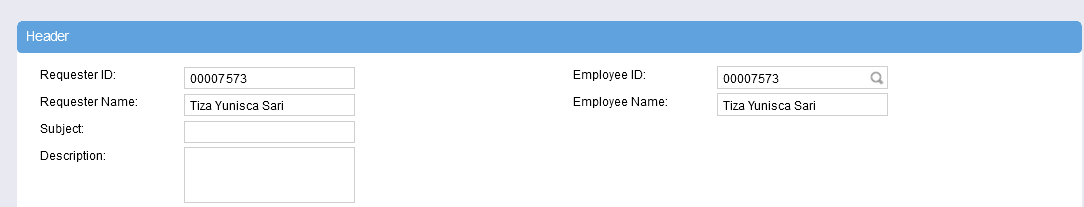 Header
Requester ID: 00007573 Employee ID: 00007573
Requester Name: Tiza Yunisca Sari Employee Name: Tiza Yunisca Sari
Subject:
Description: